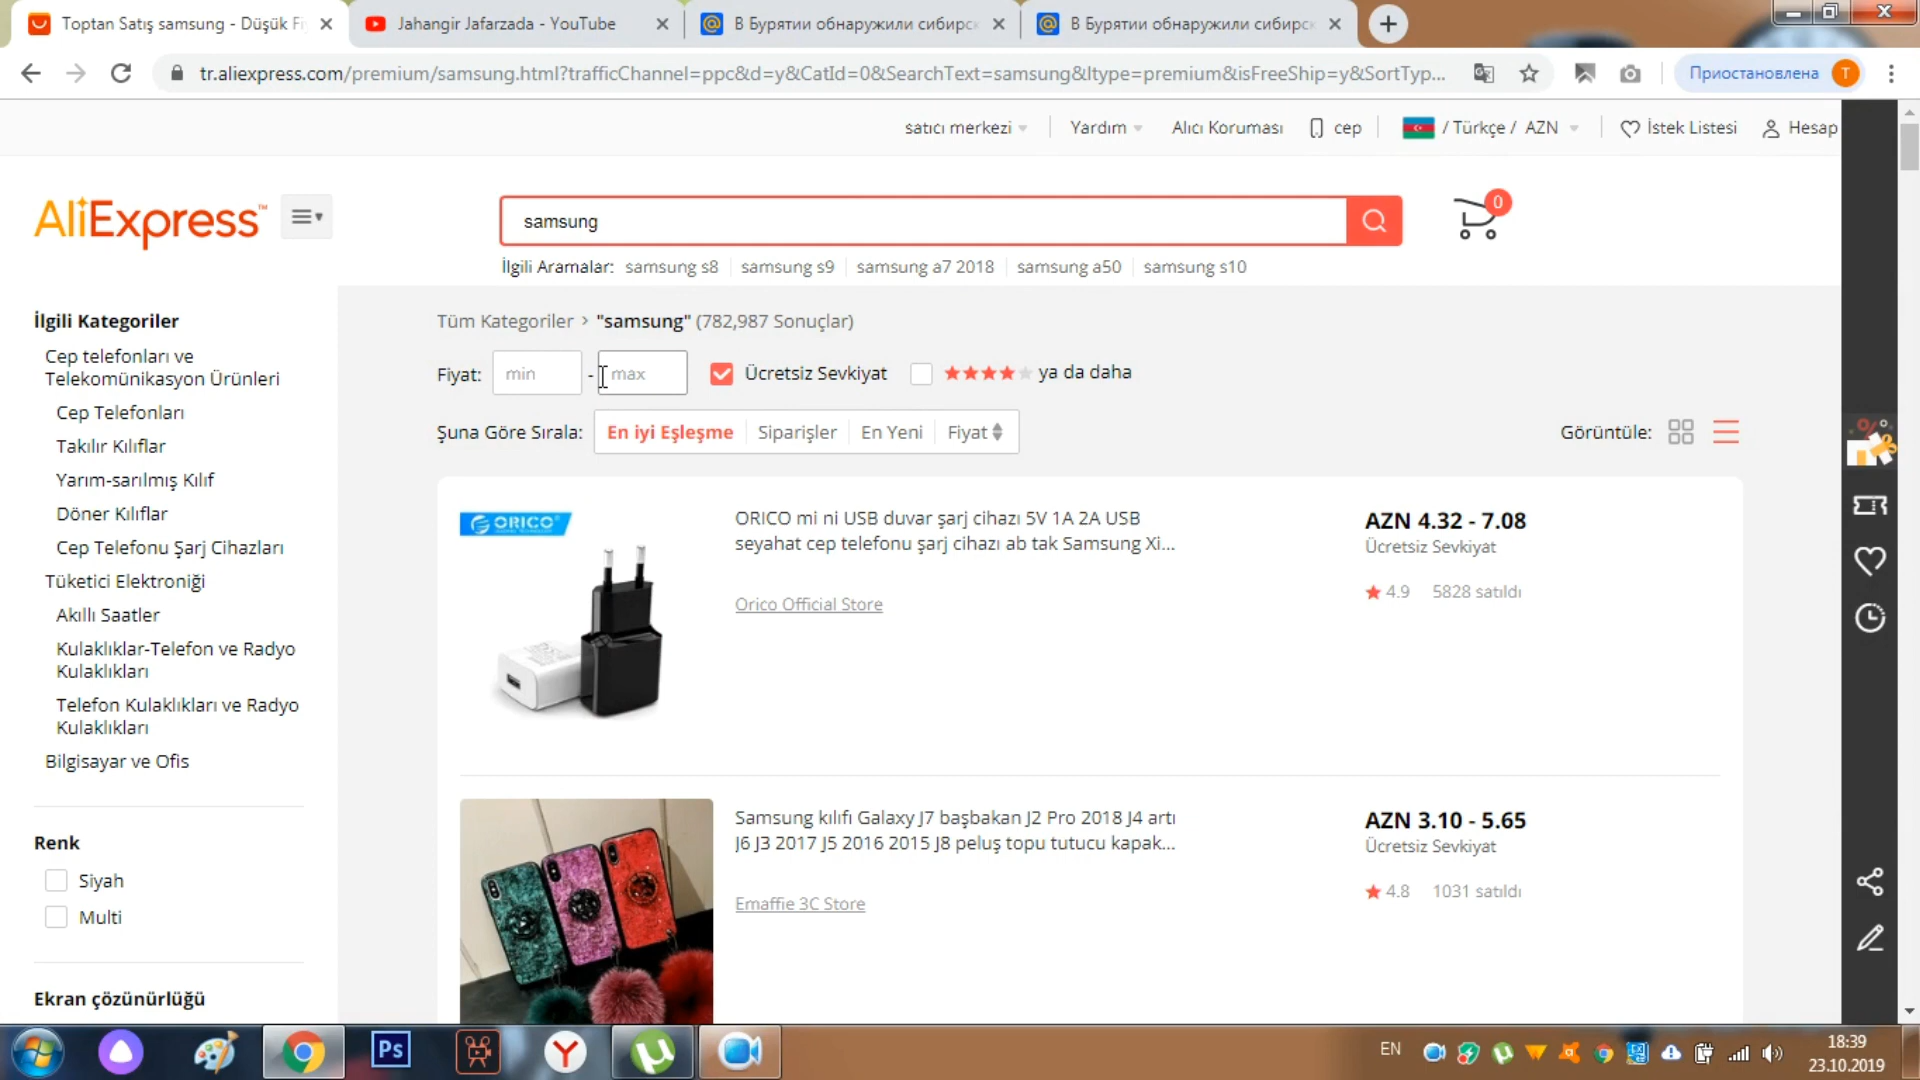 Toptan Satış samsung - Düşük Fi
Jahangir Jafarzada - YouTube
В Бурятии обнаружили сибирс
В Бурятии обнаружили сибирс
tr.aliexpress.com/premium/samsung.html?trafficChannel=ppc&d=y&CatId=0&SearchText=samsung&ltype=premium&isFreeShip=y&SortTyp...
Приостановлена
T
satıcı merkezi
Yardım
Alıcı Koruması
cep
/ Türkçe / AZN
İstek Listesi
Hesap
AliExpress™
samsung
0
İlgili Aramalar: samsung s8 samsung s9 samsung a7 2018 samsung a50 samsung s10
İlgili Kategoriler
Cep telefonları ve
Telekomünikasyon Ürünleri
Cep Telefonları
Takılır Kılıflar
Yarım-sarılmış Kılıf
Döner Kılıflar
Cep Telefonu Şarj Cihazları
Tüketici Elektroniği
Akıllı Saatler
Kulaklıklar-Telefon ve Radyo
Kulaklıkları
Telefon Kulaklıkları ve Radyo
Kulaklıkları
Bilgisayar ve Ofis
Renk
Siyah
Multi
Ekran çözünürlüğü
Tüm Kategoriler > "samsung" (782,987 Sonuçlar)
Fiyat: min - max Ücretsiz Sevkiyat ya da daha
Şuna Göre Sırala: En iyi Eşleşme Siparişler En Yeni Fiyat
Görüntüle:
ORICO
ORICO mi ni USB duvar şarj cihazı 5V 1A 2A USB
seyahat cep telefonu şarj cihazı ab tak Samsung Xi...
Orico Official Store
AZN 4.32 - 7.08
Ücretsiz Sevkiyat
4.9 5828 satıldı
Samsung kılıfı Galaxy J7 başbakan J2 Pro 2018 J4 artı
J6 J3 2017 J5 2016 2015 J8 peluş topu tutucu kapak...
Emaffie 3C Store
AZN 3.10 - 5.65
Ücretsiz Sevkiyat
4.8 1031 satıldı
Ps
EN
18:39
23.10.2019